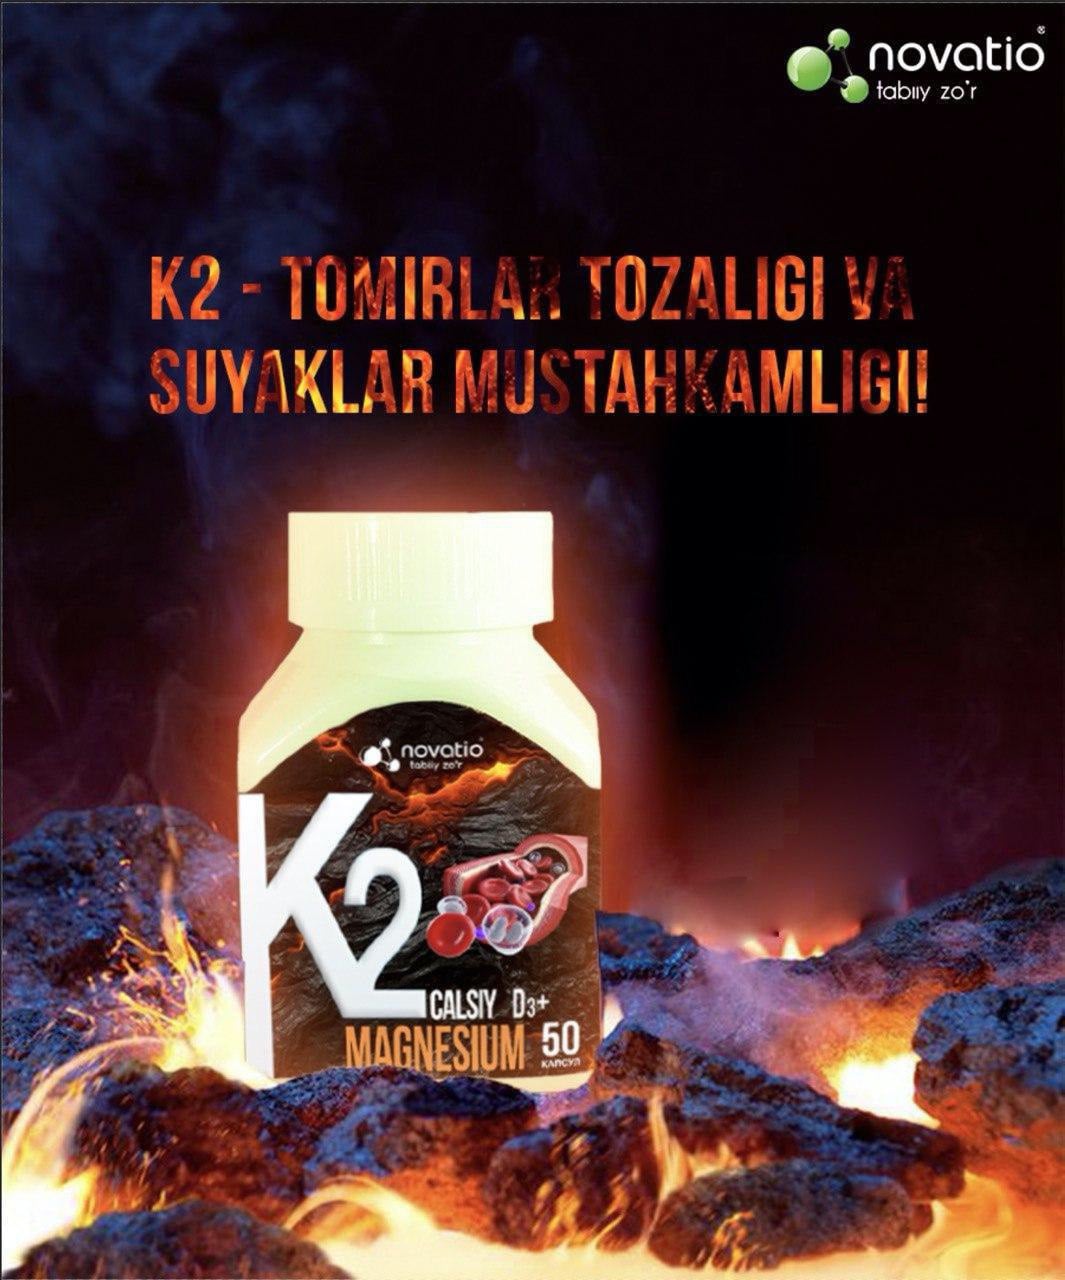 novatio®
tabiiy zo'r
K2 - TOMIRLAR TOZALIGI VA
SUYAKLAR MUSTAHKAMLIGI!
novatio®
tabiiy zo'r
K2
CALSIY D3+
MAGNESIUM 50
КАПСУЛ